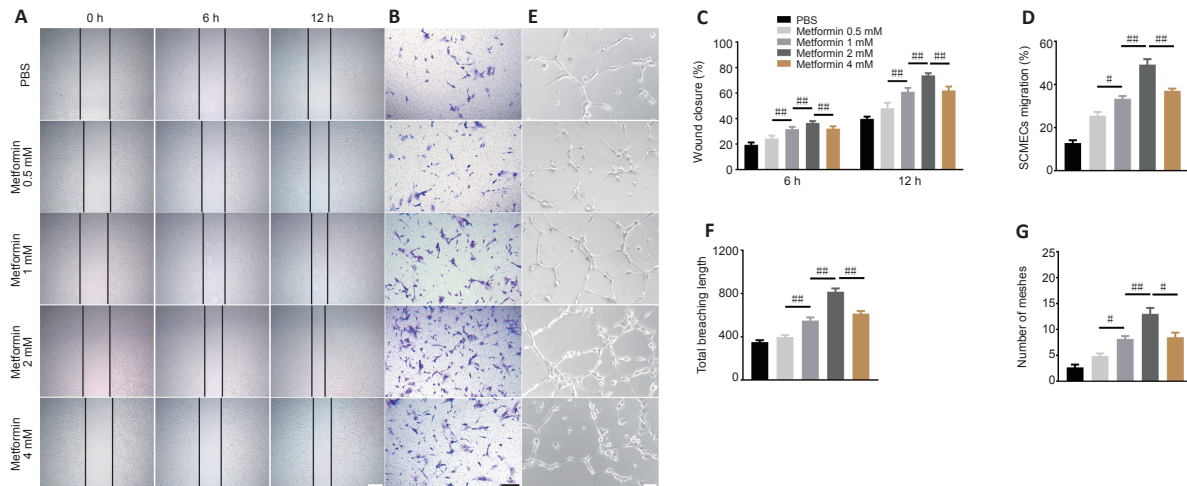 A
0 h
6 h
12 h
B
E
PBS
Metformin
0.5 mM
Metformin
1 mM
Metformin
2 mM
Metformin
4 mM
C
PBS
Metformin 0.5 mM
Metformin 1 mM
Metformin 2 mM
Metformin 4 mM
Wound closure (%)
100
80
60
40
20
0
##
##
##
##
##
##
6 h
12 h
D
SCMECs migration (%)
60
40
20
0
#
##
##
F
Total breaching length
1200
800
400
0
##
##
##
G
Number of meshes
25
20
15
10
5
0
#
##
#